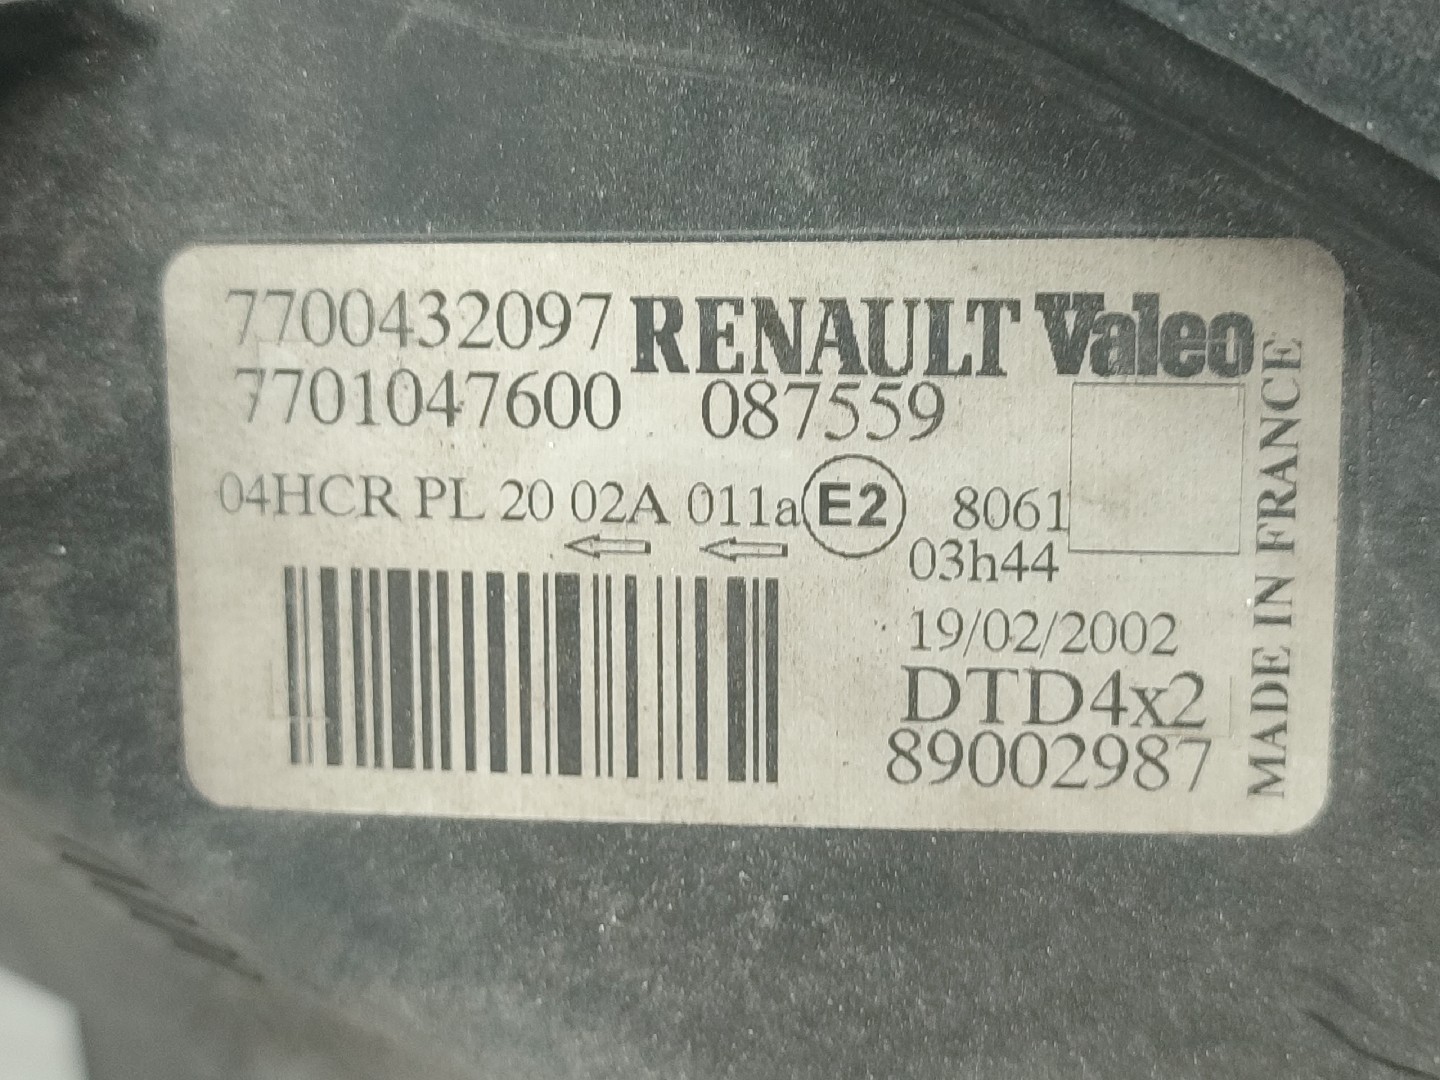 7700432097 RENAULT Valeo
7701047600 087559
04HCR PL 20 02A 011a E2 8061
03h44
19/02/2002
DTD4x2
89002987
MADE IN FRANCE